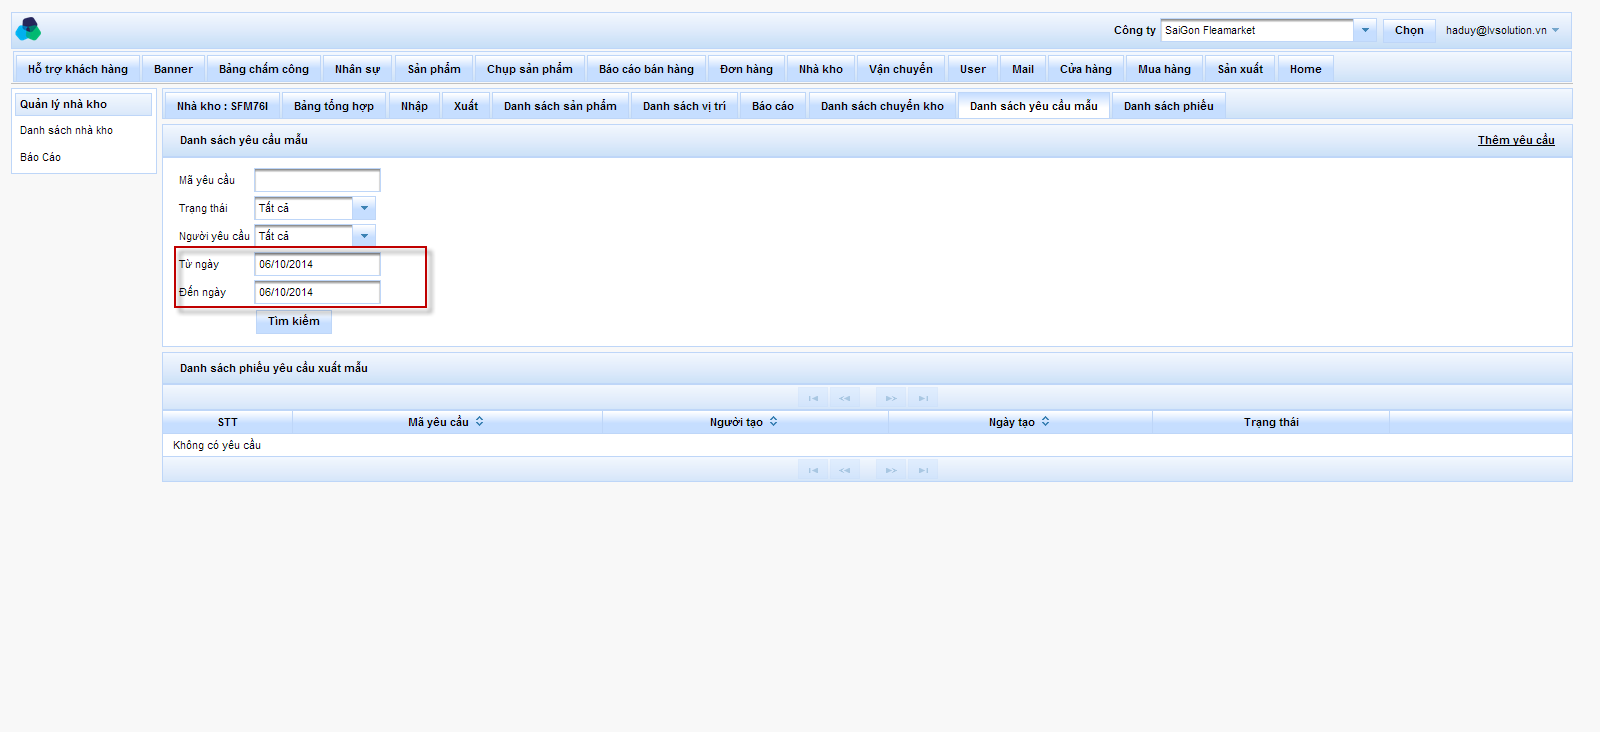 Công ty SaiGon Fleamarket Chọn haduy@lvsolution.vn
Hỗ trợ khách hàng Banner Bảng chấm công Nhân sự Sản phẩm Chụp sản phẩm Báo cáo bán hàng Đơn hàng Nhà kho Vận chuyển User Mail Cửa hàng Mua hàng Sản xuất Home
Quản lý nhà kho
Danh sách nhà kho
Báo Cáo
Nhà kho : SFM76I Bảng tổng hợp Nhập Xuất Danh sách sản phẩm Danh sách vị trí Báo cáo Danh sách chuyển kho Danh sách yêu cầu mẫu Danh sách phiếu
Danh sách yêu cầu mẫu Thêm yêu cầu
Mã yêu cầu
Trạng thái Tất cả
Người yêu cầu Tất cả
Từ ngày 06/10/2014
Đến ngày 06/10/2014
Tìm kiếm
Danh sách phiếu yêu cầu xuất mẫu
STT Mã yêu cầu Người tạo Ngày tạo Trạng thái
Không có yêu cầu